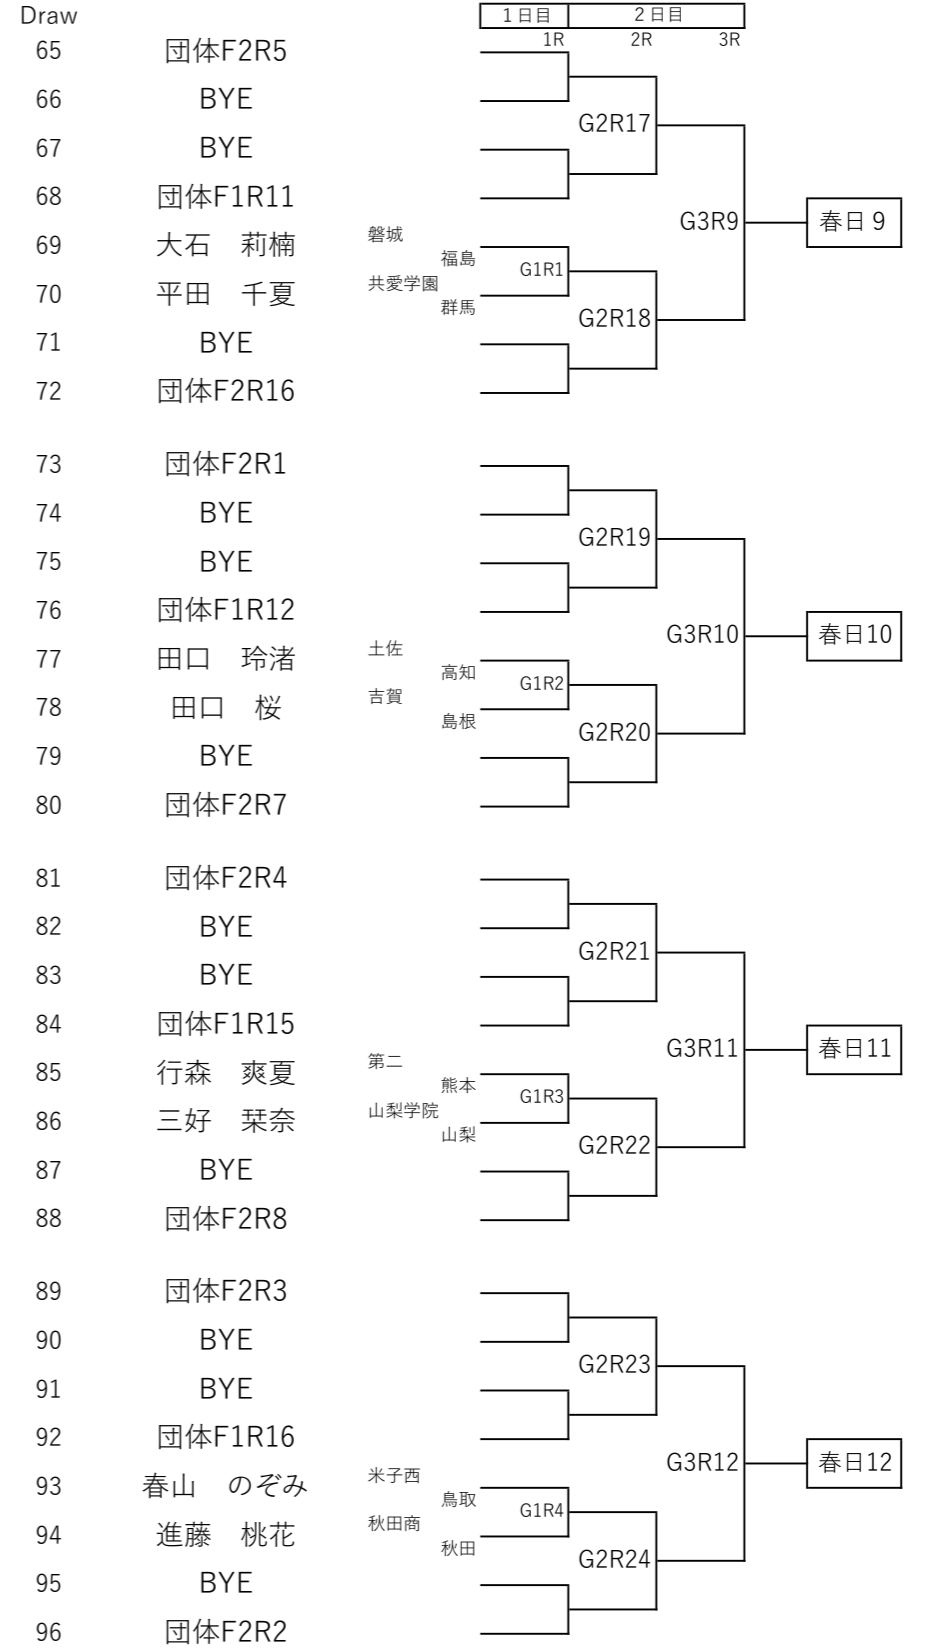 Draw
1日目 2日目
1R 2R 3R
65 団体F2R5
66 BYE
G2R17
67 BYE
68 団体F1R11
G3R9 春日9
69 大石　莉楠 磐城
福島
G1R1
70 平田　千夏 共愛学園
群馬
G2R18
71 BYE
72 団体F2R16
73 団体F2R1
74 BYE
G2R19
75 BYE
76 団体F1R12
G3R10 春日10
77 田口　玲渚 土佐
高知
G1R2
78 田口　桜 吉賀
島根
G2R20
79 BYE
80 団体F2R7
81 団体F2R4
82 BYE
G2R21
83 BYE
84 団体F1R15
G3R11 春日11
85 行森　爽夏 第二
熊本
G1R3
86 三好　栞奈 山梨学院
山梨
G2R22
87 BYE
88 団体F2R8
89 団体F2R3
90 BYE
G2R23
91 BYE
92 団体F1R16
G3R12 春日12
93 春山　のぞみ 米子西
鳥取
G1R4
94 進藤　桃花 秋田商
秋田
G2R24
95 BYE
96 団体F2R2